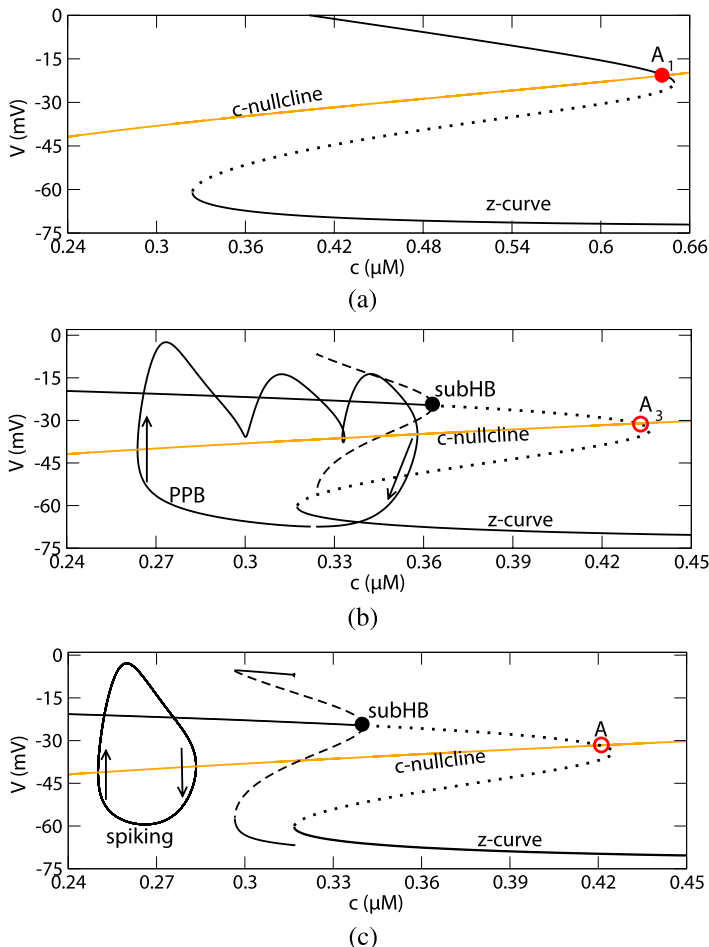 0
-15
-30
-45
-60
-75
V (mV)
A1
c-nullcline
z-curve
0.24 0.3 0.36 0.42 0.48 0.54 0.6 0.66
c (μM)
(a)
0
-15
-30
-45
-60
-75
V (mV)
subHB
A3
c-nullcline
PPB
z-curve
0.24 0.27 0.3 0.33 0.36 0.39 0.42 0.45
c (μM)
(b)
0
-15
-30
-45
-60
-75
V (mV)
subHB
A
c-nullcline
spiking
z-curve
0.24 0.27 0.3 0.33 0.36 0.39 0.42 0.45
c (μM)
(c)